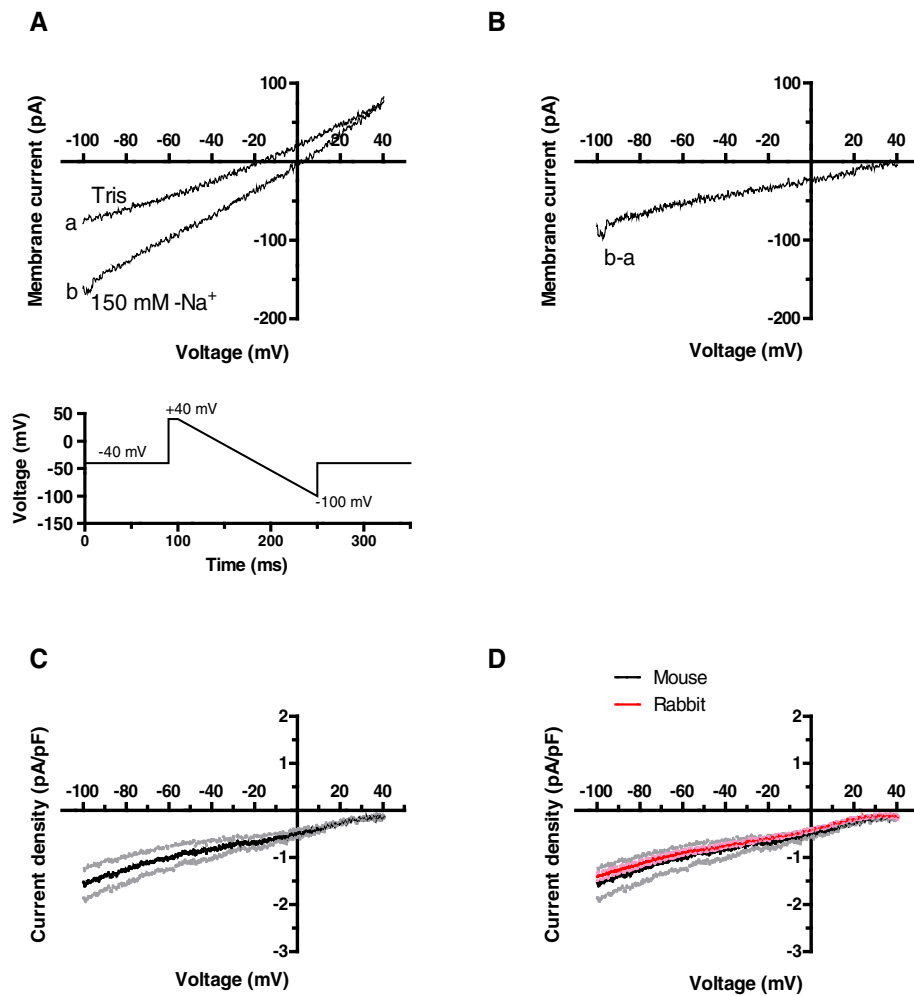 A
B
100
-100 -80 -60 -40 -20 20 40
Membrane current (pA)
Tris
a
-100
b
150 mM -Na⁺
-200
Voltage (mV)
100
-100 -80 -60 -40 -20 20 40
Membrane current (pA)
-100
b-a
-200
Voltage (mV)
50
+40 mV
0
-40 mV
-50
-100
-100 mV
-150
Voltage (mV)
0 100 200 300
Time (ms)
C
D
2
1
-100 -80 -60 -40 -20 20 40
-1
-2
-3
Current density (pA/pF)
Voltage (mV)
Mouse
Rabbit
2
1
-100 -80 -60 -40 -20 20 40
-1
-2
-3
Current density (pA/pF)
Voltage (mV)